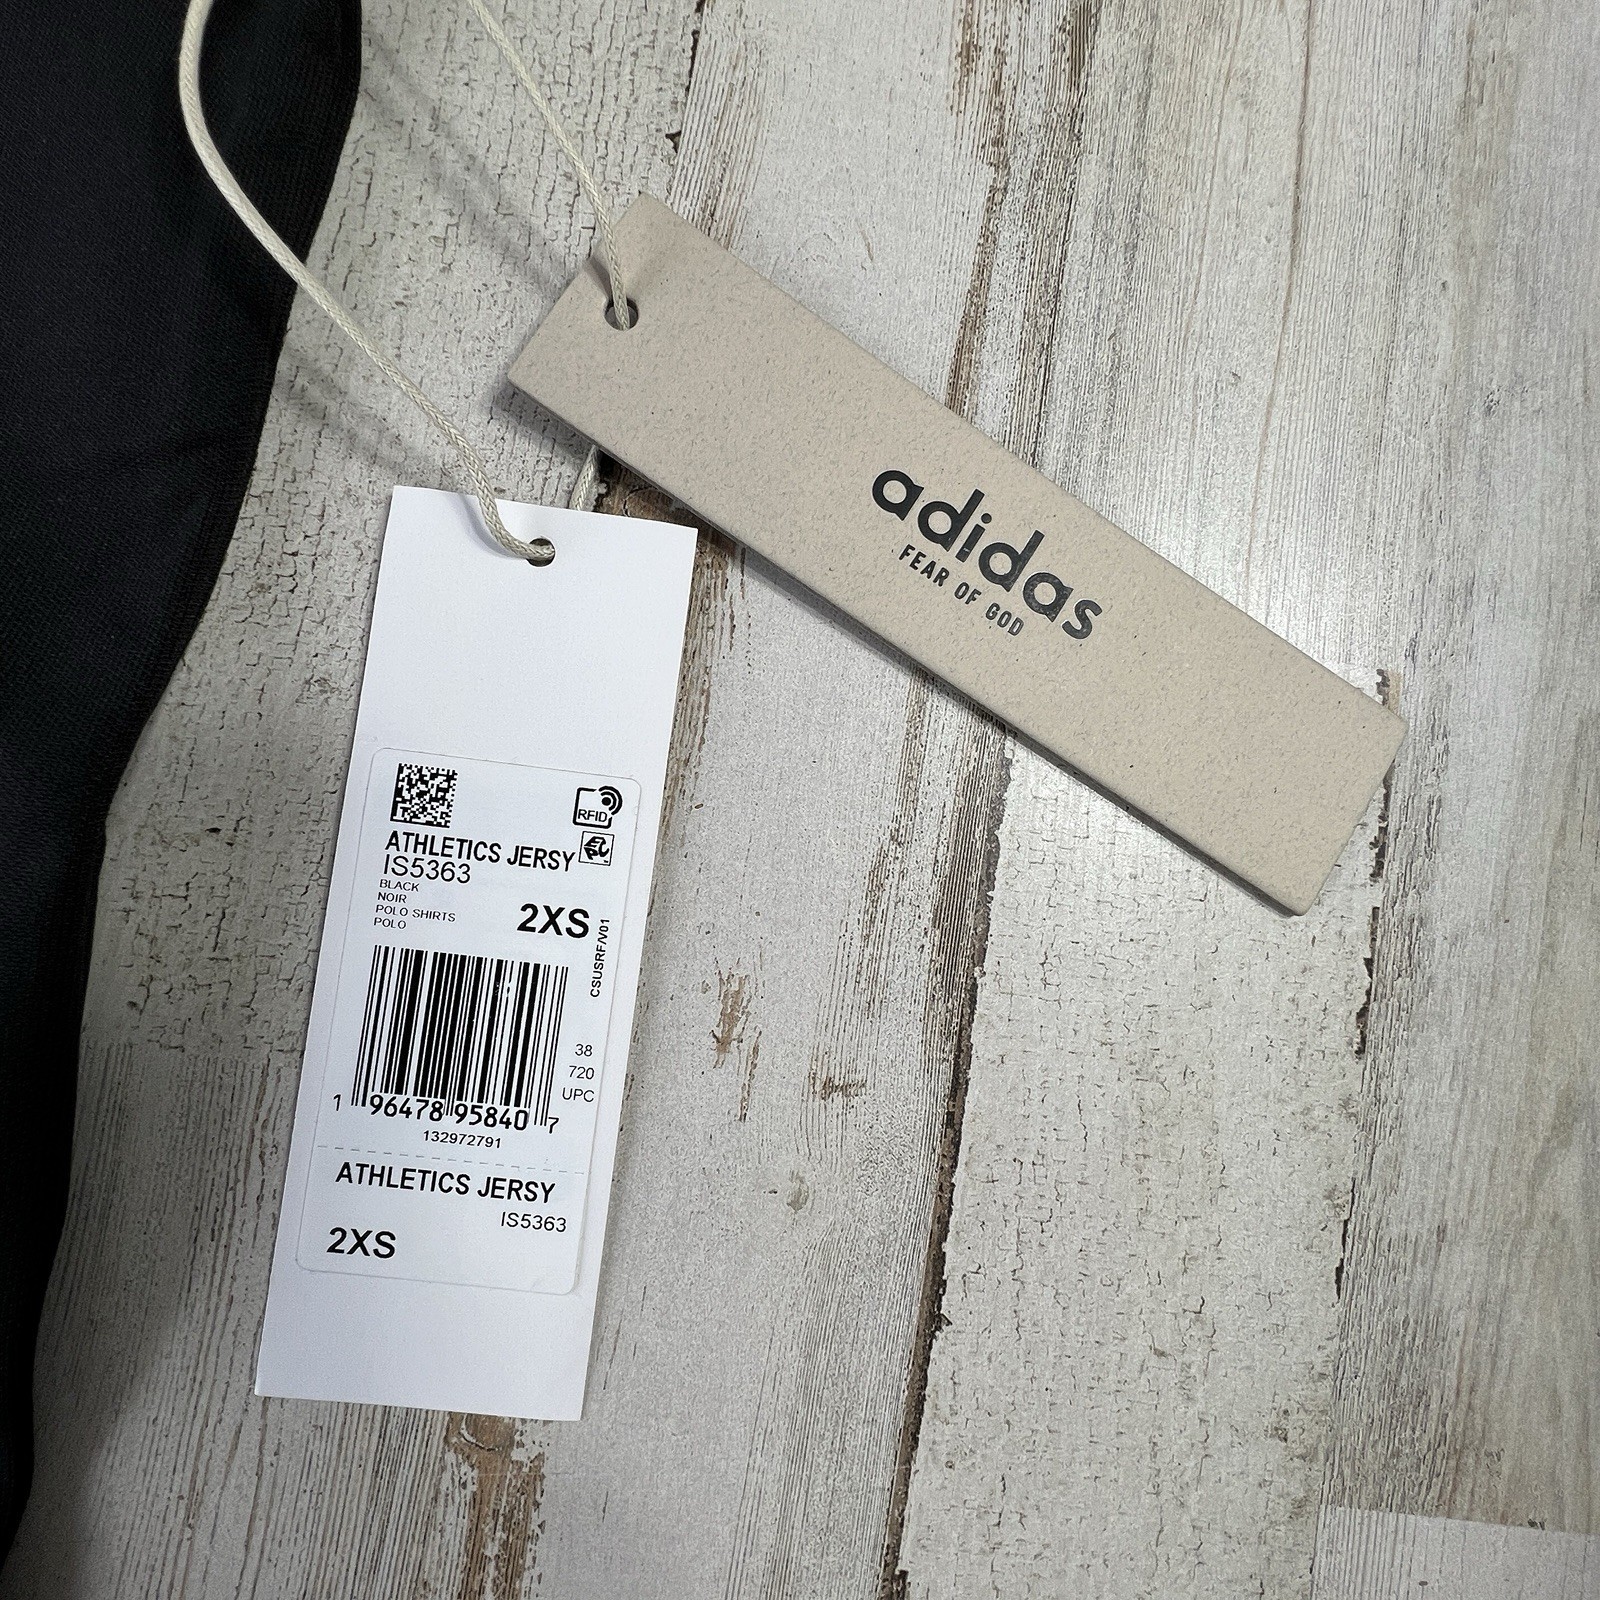 adidas
FEAR OF GOD
RFID
ATHLETICS JERSY
IS5363
BLACK
NOIR
POLO SHIRTS
POLO
2XS
CSUSRF/V01
38
720
UPC
1 96478 95840 7
132972791
ATHLETICS JERSY
IS5363
2XS